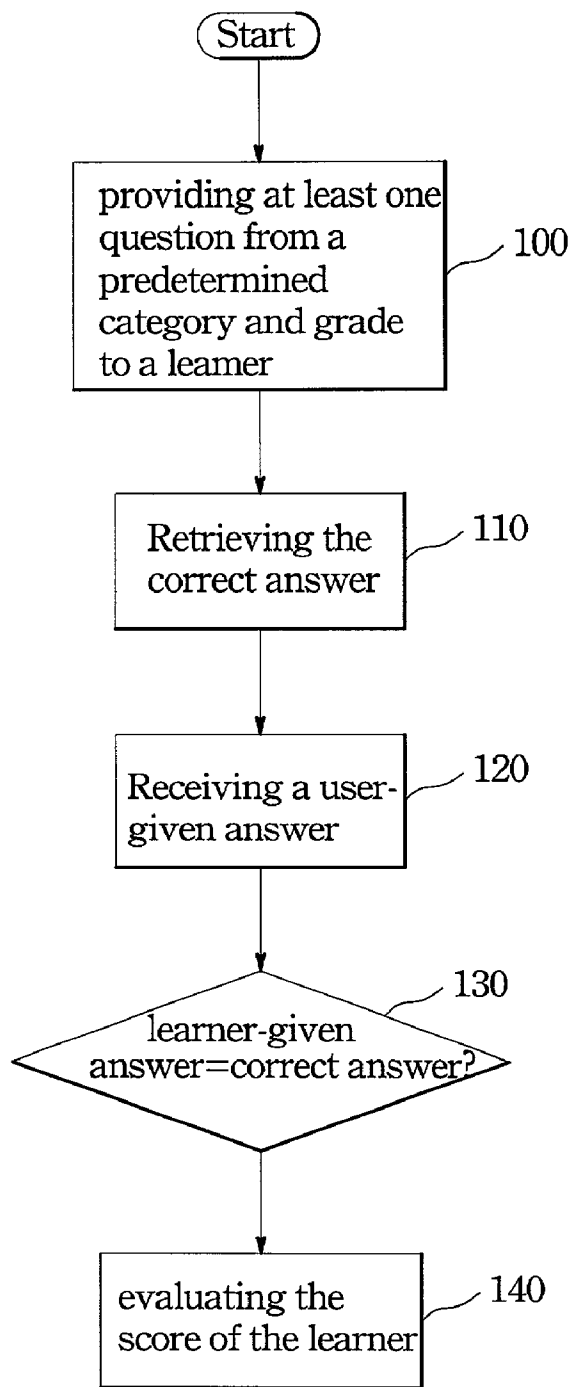 Start
providing at least one
question from a
predetermined
category and grade
to a learner
100
Retrieving the
correct answer
110
Receiving a user-
given answer
120
learner-given
answer=correct answer?
130
evaluating the
score of the learner
140